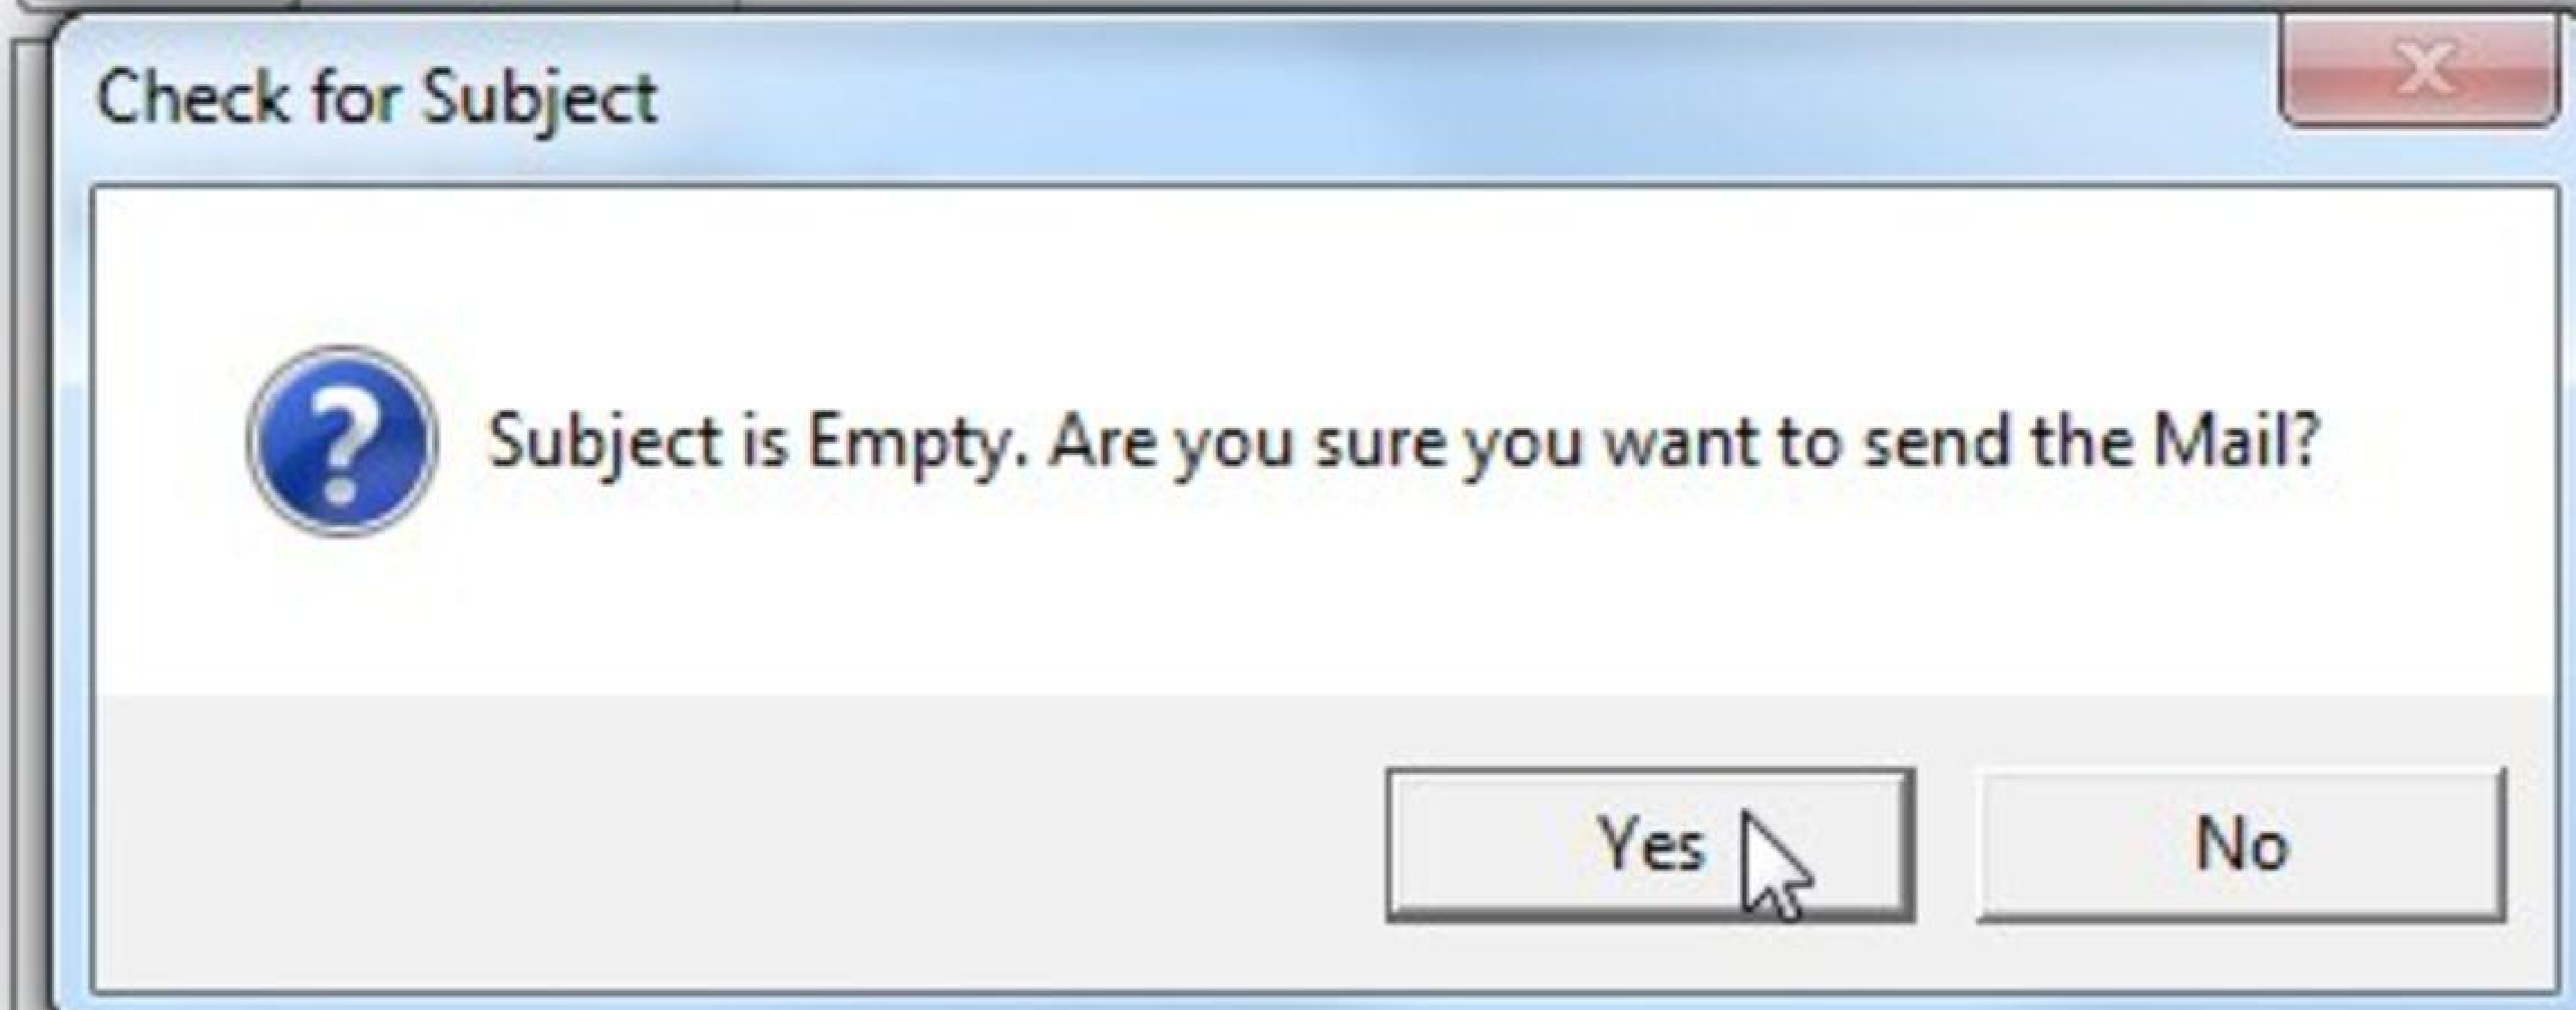 Check for Subject
Subject is Empty. Are you sure you want to send the Mail?
Yes
No